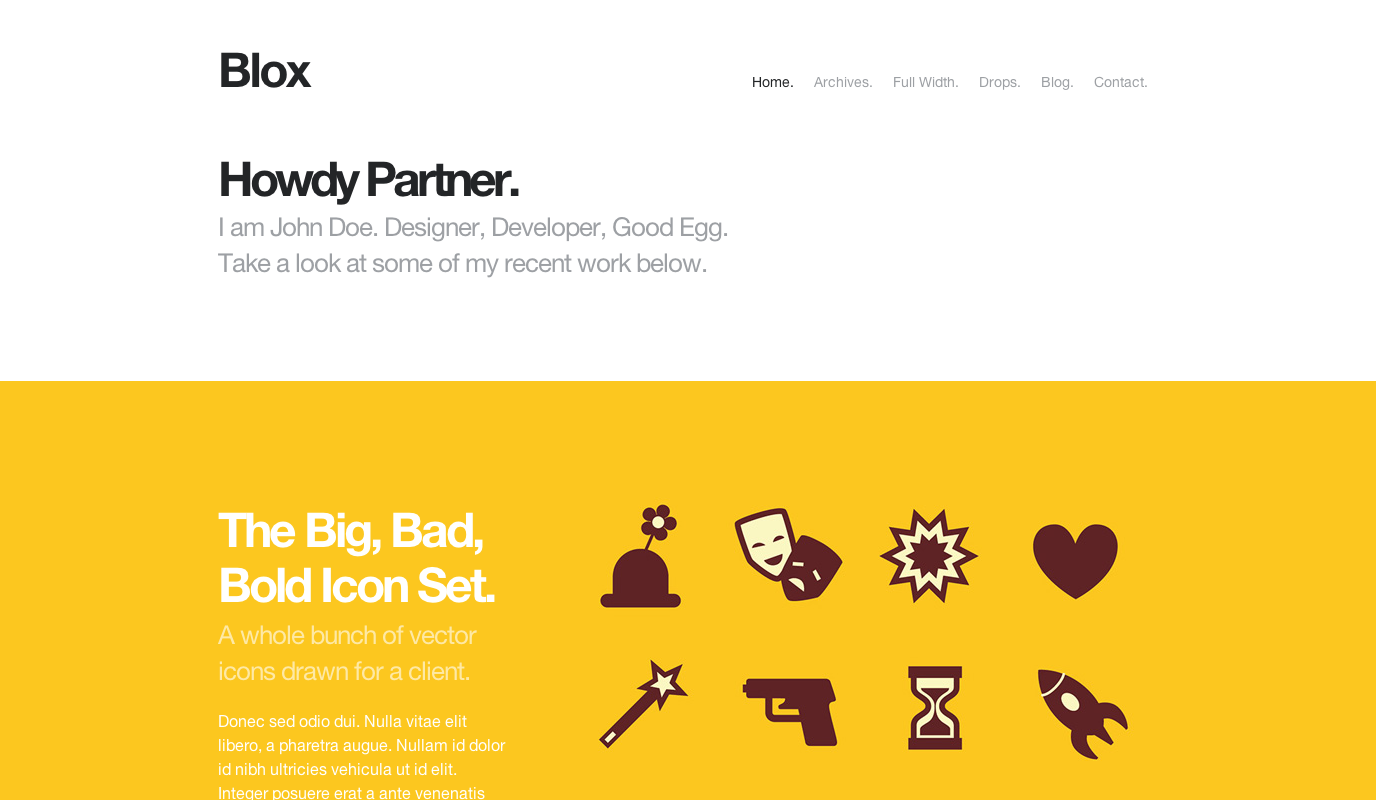 Blox
Home. Archives. Full Width. Drops. Blog. Contact.
Howdy Partner.
I am John Doe. Designer, Developer, Good Egg.
Take a look at some of my recent work below.
The Big, Bad,
Bold Icon Set.
A whole bunch of vector
icons drawn for a client.
Donec sed odio dui. Nulla vitae elit
libero, a pharetra augue. Nullam id dolor
id nibh ultricies vehicula ut id elit.
Integer posuere erat a ante venenatis